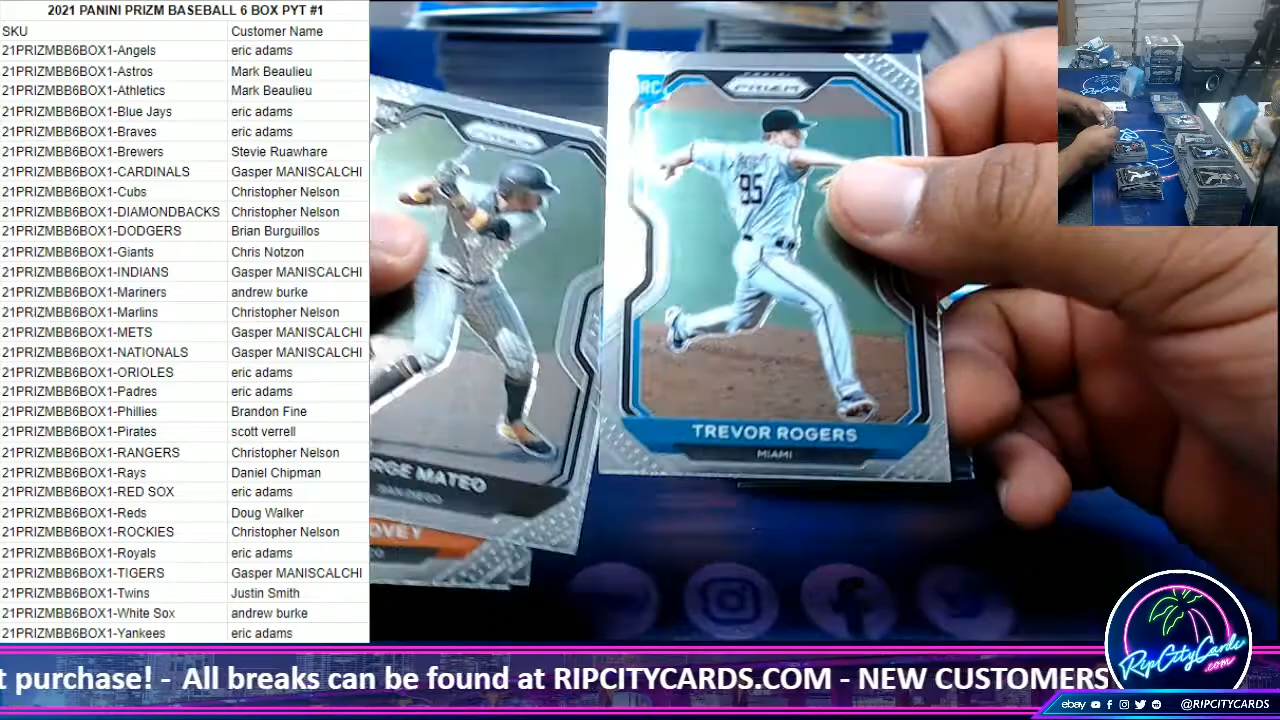 2021 PANINI PRIZM BASEBALL 6 BOX PYT #1
SKU Customer Name
21PRIZMBB6BOX1-Angels eric adams
21PRIZMBB6BOX1-Astros Mark Beaulieu
21PRIZMBB6BOX1-Athletics Mark Beaulieu
21PRIZMBB6BOX1-Blue Jays eric adams
21PRIZMBB6BOX1-Braves eric adams
21PRIZMBB6BOX1-Brewers Stevie Ruawhare
21PRIZMBB6BOX1-CARDINALS Gasper MANISCALCHI
21PRIZMBB6BOX1-Cubs Christopher Nelson
21PRIZMBB6BOX1-DIAMONDBACKS Christopher Nelson
21PRIZMBB6BOX1-DODGERS Brian Burguillos
21PRIZMBB6BOX1-Giants Chris Notzon
21PRIZMBB6BOX1-INDIANS Gasper MANISCALCHI
21PRIZMBB6BOX1-Mariners andrew burke
21PRIZMBB6BOX1-Marlins Christopher Nelson
21PRIZMBB6BOX1-METS Gasper MANISCALCHI
21PRIZMBB6BOX1-NATIONALS Gasper MANISCALCHI
21PRIZMBB6BOX1-ORIOLES eric adams
21PRIZMBB6BOX1-Padres eric adams
21PRIZMBB6BOX1-Phillies Brandon Fine
21PRIZMBB6BOX1-Pirates scott verrell
21PRIZMBB6BOX1-RANGERS Christopher Nelson
21PRIZMBB6BOX1-Rays Daniel Chipman
21PRIZMBB6BOX1-RED SOX eric adams
21PRIZMBB6BOX1-Reds Doug Walker
21PRIZMBB6BOX1-ROCKIES Christopher Nelson
21PRIZMBB6BOX1-Royals eric adams
21PRIZMBB6BOX1-TIGERS Gasper MANISCALCHI
21PRIZMBB6BOX1-Twins Justin Smith
21PRIZMBB6BOX1-White Sox andrew burke
21PRIZMBB6BOX1-Yankees eric adams
RC
PANINI
PRIZM
95
TREVOR ROGERS
MIAMI
RGE MATEO
SAN DIEGO
OVEY
t purchase! - All breaks can be found at RIPCITYCARDS.COM - NEW CUSTOMERS
RipCityCards
.com
ebay @RIPCITYCARDS